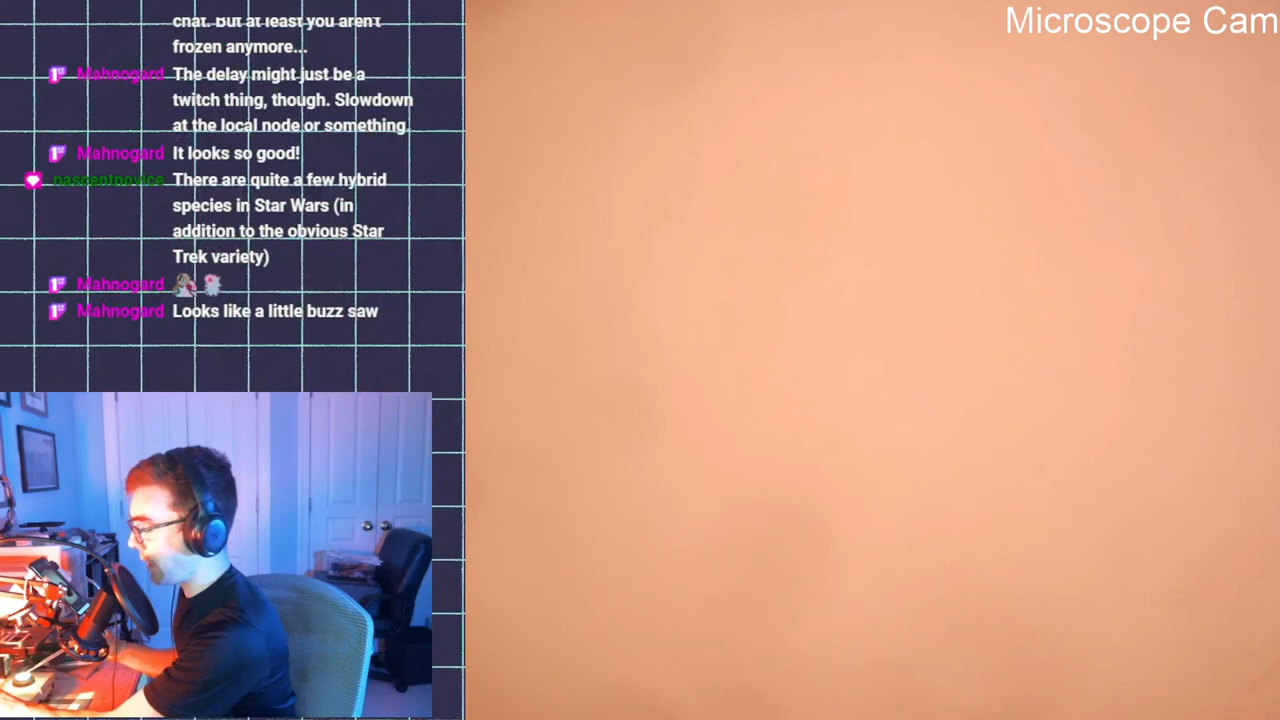 Microscope Cam
chat. But at least you aren't
frozen anymore...
Mahnogard The delay might just be a
twitch thing, though. Slowdown
at the local node or something.
Mahnogard It looks so good!
nascentnovice There are quite a few hybrid
species in Star Wars (in
addition to the obvious Star
Trek variety)
Mahnogard
Mahnogard Looks like a little buzz saw